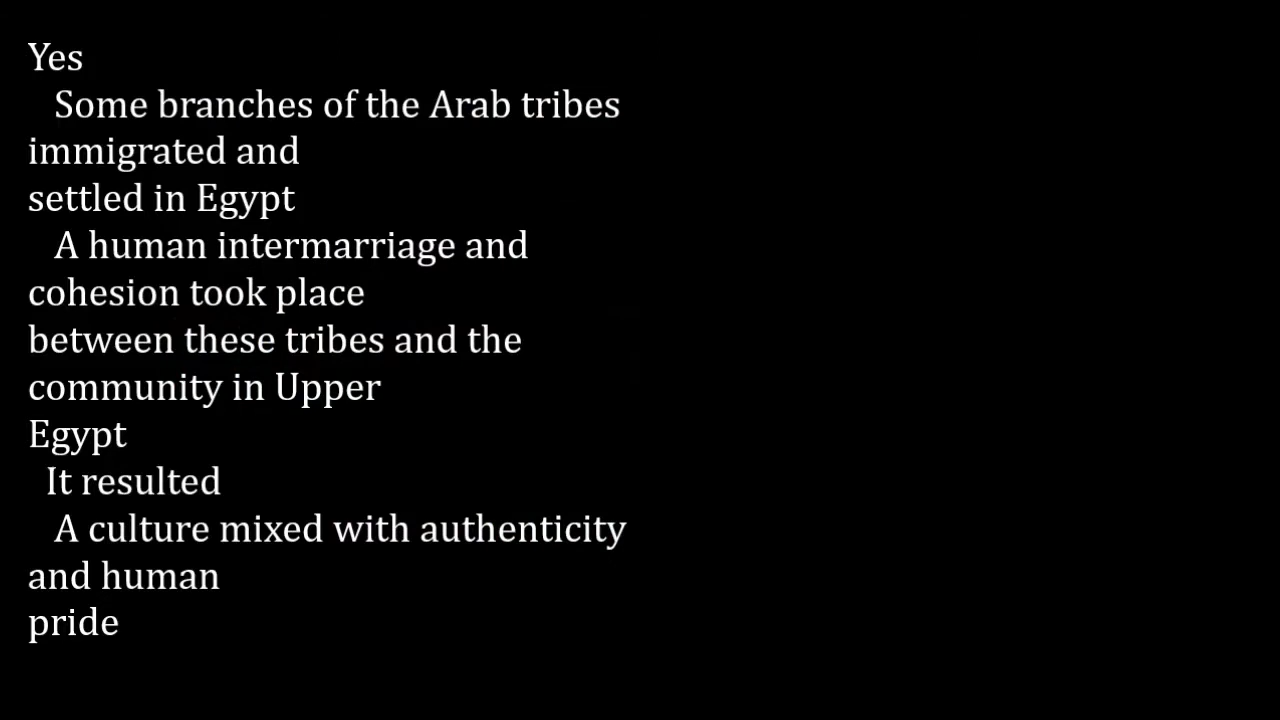 Yes
Some branches of the Arab tribes
immigrated and
settled in Egypt
A human intermarriage and
cohesion took place
between these tribes and the
community in Upper
Egypt
It resulted
A culture mixed with authenticity
and human
pride